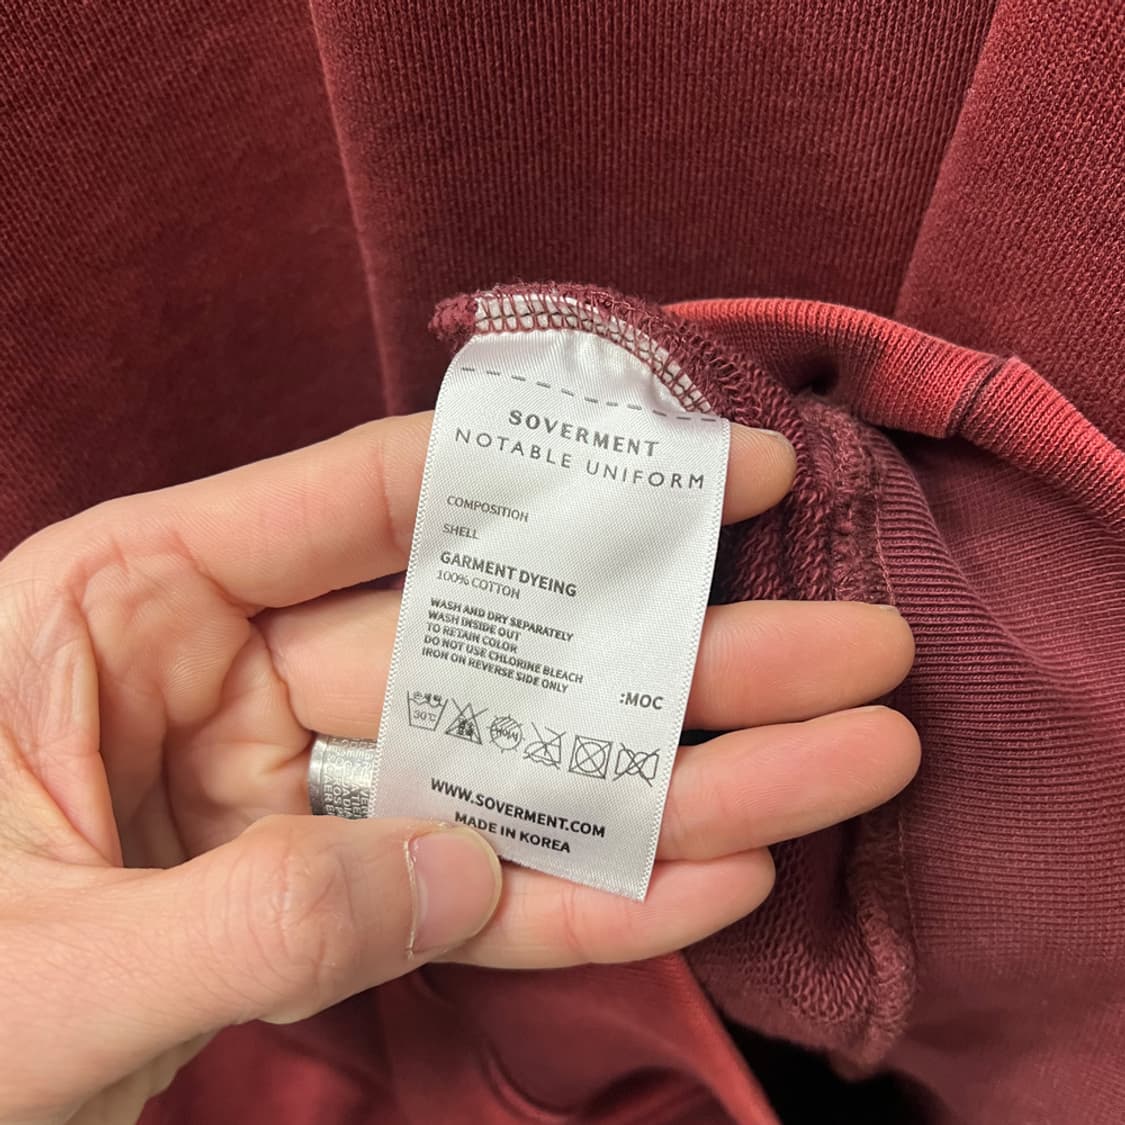 SOVERMENT
NOTABLE UNIFORM
COMPOSITION
SHELL
GARMENT DYEING
100% COTTON
WASH AND DRY SEPARATELY
WASH INSIDE OUT
TO RETAIN COLOR
DO NOT USE CHLORINE BLEACH
IRON ON REVERSE SIDE ONLY
:MOC
30℃
WWW.SOVERMENT.COM
MADE IN KOREA